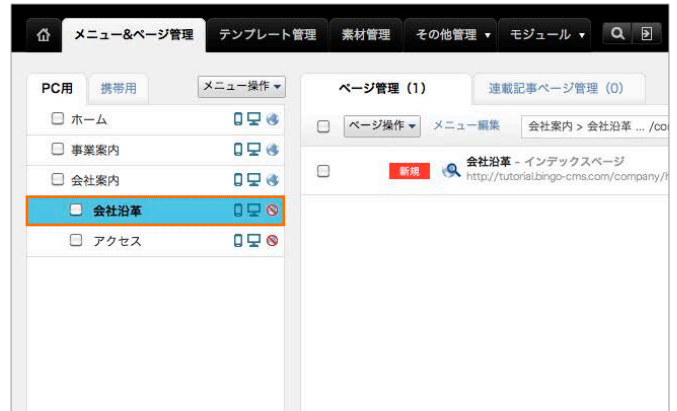 メニュー&ページ管理 テンプレート管理 素材管理 その他管理 ▼ モジュール ▼
PC用 携帯用 メニュー操作▼
ページ管理（1） 連載記事ページ管理（0）
ホーム
事業案内
会社案内
会社沿革
アクセス
ページ操作▼ メニュー編集 会社案内 > 会社沿革 ... /co
新規 会社沿革 - インデックスページ
http://tutorial.bingo-cms.com/company/